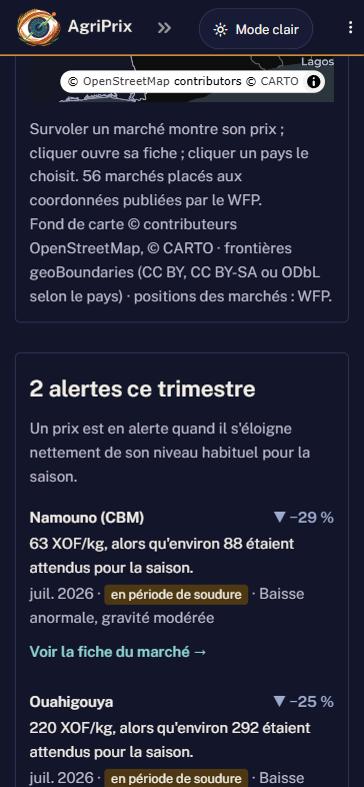 AgriPrix
Mode clair
Lagos
© OpenStreetMap contributors © CARTO
Survoler un marché montre son prix ;
cliquer ouvre sa fiche ; cliquer un pays le
choisit. 56 marchés placés aux
coordonnées publiées par le WFP.
Fond de carte © contributeurs
OpenStreetMap, © CARTO · frontières
geoBoundaries (CC BY, CC BY-SA ou ODbL
selon le pays) · positions des marchés : WFP.
2 alertes ce trimestre
Un prix est en alerte quand il s'éloigne
nettement de son niveau habituel pour la
saison.
Namouno (CBM) ▼ −29 %
63 XOF/kg, alors qu'environ 88 étaient
attendus pour la saison.
juil. 2026 · en période de soudure · Baisse
anormale, gravité modérée
Voir la fiche du marché →
Ouahigouya ▼ −25 %
220 XOF/kg, alors qu'environ 292 étaient
attendus pour la saison.
juil. 2026 · en période de soudure · Baisse